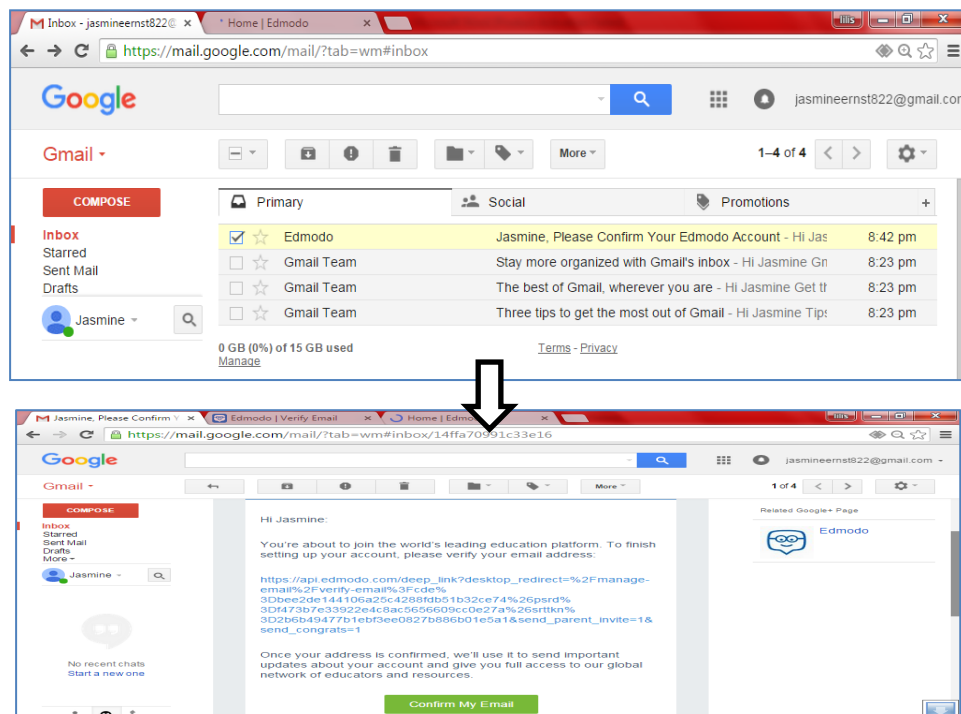 Inbox - jasmineernst822@ × Home | Edmodo × lilis
https://mail.google.com/mail/?tab=wm#inbox
Google jasmineernst822@gmail.cor
Gmail More 1–4 of 4
COMPOSE Primary Social Promotions +
Inbox Edmodo Jasmine, Please Confirm Your Edmodo Account - Hi Jas 8:42 pm
Starred Gmail Team Stay more organized with Gmail's inbox - Hi Jasmine Gn 8:23 pm
Sent Mail
Drafts Gmail Team The best of Gmail, wherever you are - Hi Jasmine Get th 8:23 pm
Jasmine Gmail Team Three tips to get the most out of Gmail - Hi Jasmine Tips 8:23 pm
0 GB (0%) of 15 GB used Terms - Privacy
Manage
Jasmine, Please Confirm Y × Edmodo | Verify Email × Home | Edmo × lilis
https://mail.google.com/mail/?tab=wm#inbox/14ffa70991c33e16
Google jasmineernst822@gmail.com
Gmail More 1 of 4
COMPOSE
Inbox
Starred
Sent Mail
Drafts
More
Jasmine
No recent chats
Start a new one
Hi Jasmine:
You're about to join the world's leading education platform. To finish
setting up your account, please verify your email address:
https://api.edmodo.com/deep_link?desktop_redirect=%2Fmanage-
email%2Fverify-email%3Fcde%
3Dbee2de144106a25c4288fdb51b32ce74%26psrd%
3Df473b7e33922e4c8ac5656609cc0e27a%26srttkn%
3D2b6b49477b1ebf3ee0827b886b01e5a1&send_parent_invite=1&
send_congrats=1
Once your address is confirmed, we'll use it to send important
updates about your account and give you full access to our global
network of educators and resources.
Confirm My Email
Related Google+ Page
Edmodo